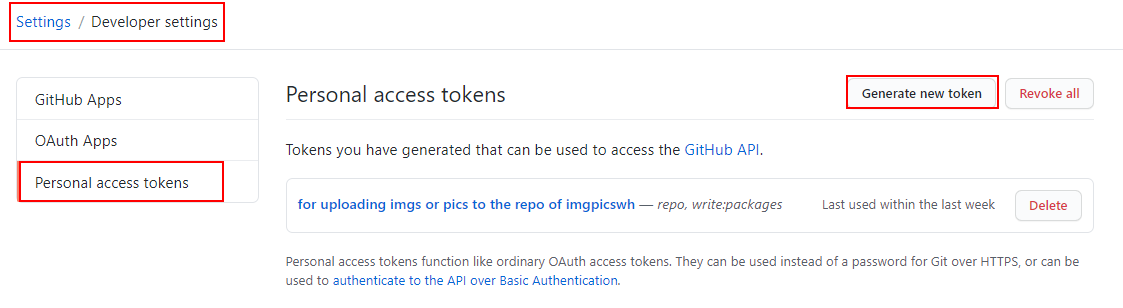 Settings / Developer settings
GitHub Apps
OAuth Apps
Personal access tokens
Personal access tokens
Generate new token
Revoke all
Tokens you have generated that can be used to access the GitHub API.
for uploading imgs or pics to the repo of imgpicswh — repo, write:packages
Last used within the last week
Delete
Personal access tokens function like ordinary OAuth access tokens. They can be used instead of a password for Git over HTTPS, or can be
used to authenticate to the API over Basic Authentication.